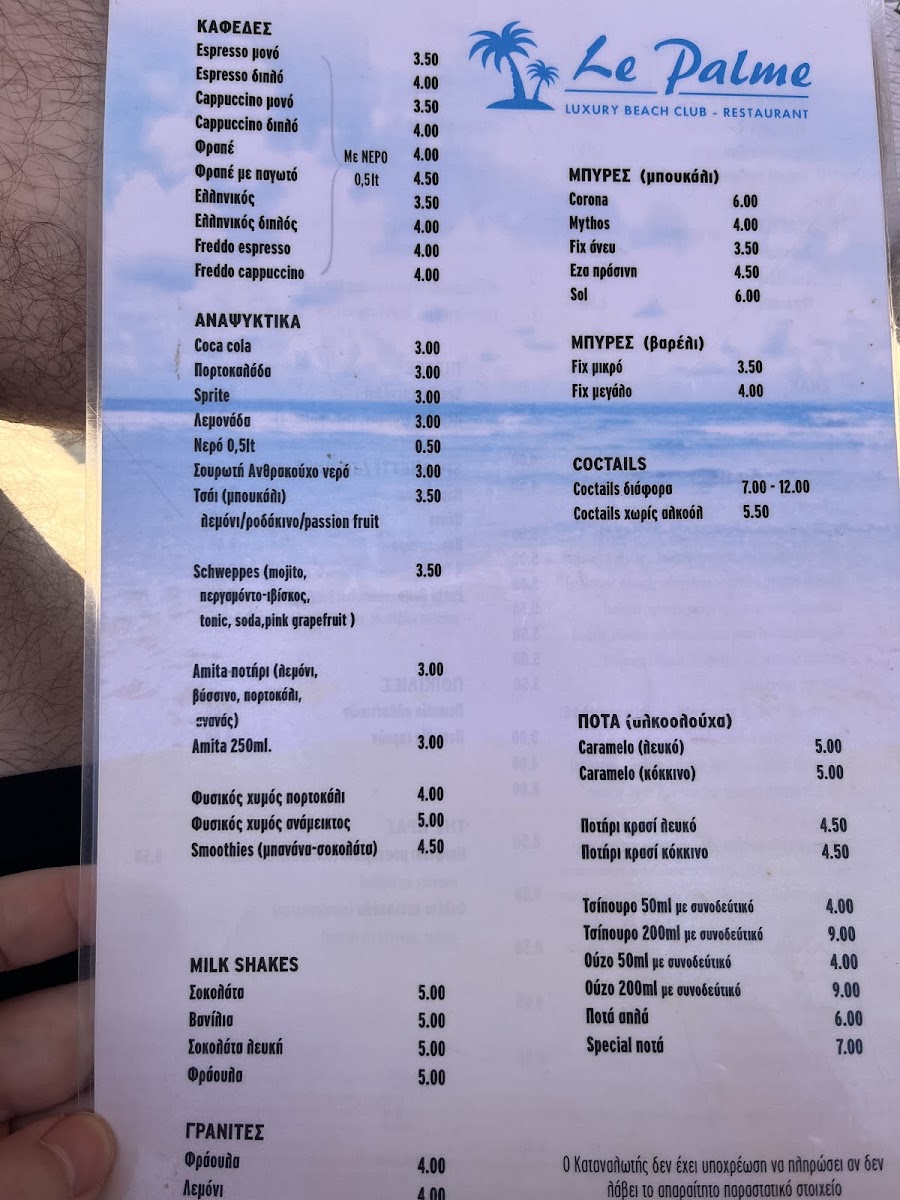 ΚΑΦΕΔΕΣ
Espresso μονό 3.50
Espresso διπλό 4.00
Cappuccino μονό 3.50
Cappuccino διπλό 4.00
Φραπέ 4.00
Φραπέ με παγωτό 4.50
Ελληνικός 3.50
Ελληνικός διπλός 4.00
Freddo espresso 4.00
Freddo cappuccino 4.00
Με ΝΕΡΟ
0,5lt
ΑΝΑΨΥΚΤΙΚΑ
Coca cola 3.00
Πορτοκαλάδα 3.00
Sprite 3.00
Λεμονάδα 3.00
Νερό 0,5lt 0.50
Σουρωτή Ανθρακούχο νερό 3.00
Τσάι (μπουκάλι) 3.50
λεμόνι/ροδάκινο/passion fruit
Schweppes (mojito, 3.50
περγαμόντο-ιβίσκος,
tonic, soda,pink grapefruit )
Amita ποτήρι (λεμόνι, 3.00
βύσσινο, πορτοκάλι,
ανανάς)
Amita 250ml. 3.00
Φυσικός χυμός πορτοκάλι 4.00
Φυσικός χυμός ανάμεικτος 5.00
Smoothies (μπανάνα-σοκολάτα) 4.50
MILK SHAKES
Σοκολάτα 5.00
Βανίλια 5.00
Σοκολάτα λευκή 5.00
Φράουλα 5.00
ΓΡΑΝΙΤΕΣ
Φράουλα 4.00
Λεμόνι 4.00
Le Palme
LUXURY BEACH CLUB - RESTAURANT
ΜΠΥΡΕΣ (μπουκάλι)
Corona 6.00
Mythos 4.00
Fix άνευ 3.50
Εζα πράσινη 4.50
Sol 6.00
ΜΠΥΡΕΣ (βαρέλι)
Fix μικρό 3.50
Fix μεγάλο 4.00
COCTAILS
Coctails διάφορα 7.00 - 12.00
Coctails χωρίς αλκοόλ 5.50
ΠΟΤΑ (αλκοολούχα)
Caramelo (λευκό) 5.00
Caramelo (κόκκινο) 5.00
Ποτήρι κρασί λευκό 4.50
Ποτήρι κρασί κόκκινο 4.50
Τσίπουρο 50ml με συνοδευτικό 4.00
Τσίπουρο 200ml με συνοδευτικό 9.00
Ούζο 50ml με συνοδευτικό 4.00
Ούζο 200ml με συνοδευτικό 9.00
Ποτά απλά 6.00
Special ποτά 7.00
Ο Καταναλωτής δεν έχει υποχρέωση να πληρώσει αν δεν
λάβει το απαραίτητο παραστατικό στοιχείο